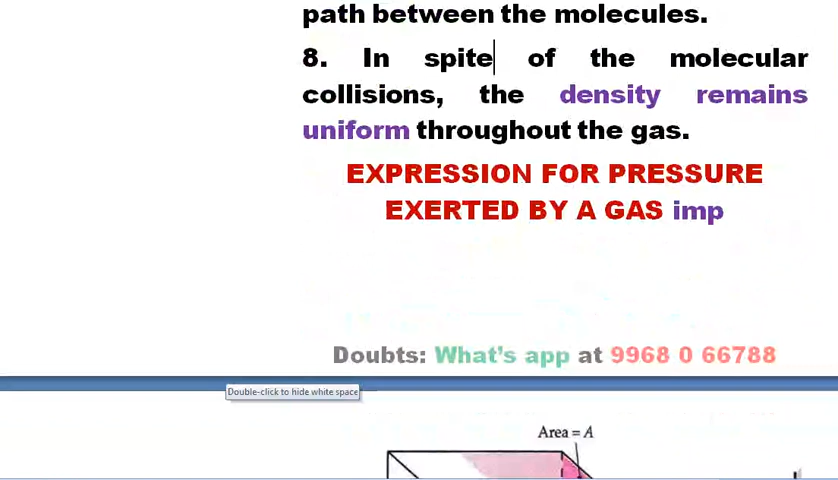 path between the molecules.
8. In spite of the molecular
collisions, the density remains
uniform throughout the gas.
EXPRESSION FOR PRESSURE
EXERTED BY A GAS imp
Doubts: What's app at 9968 0 66788
Double-click to hide white space
Area = A